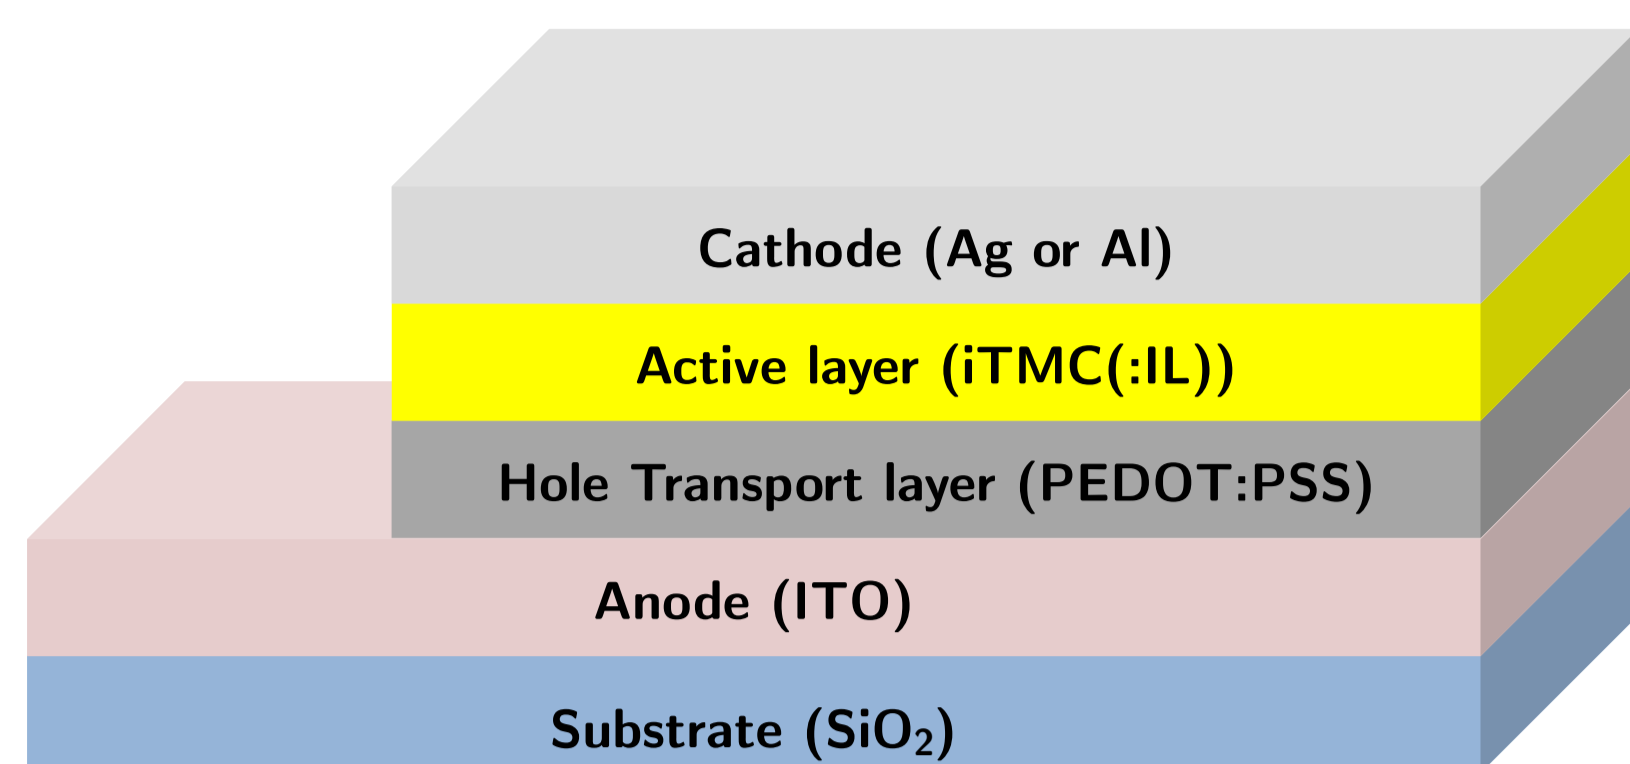 Cathode (Ag or Al)
Active layer (iTMC(:IL))
Hole Transport layer (PEDOT:PSS)
Anode (ITO)
Substrate (SiO₂)